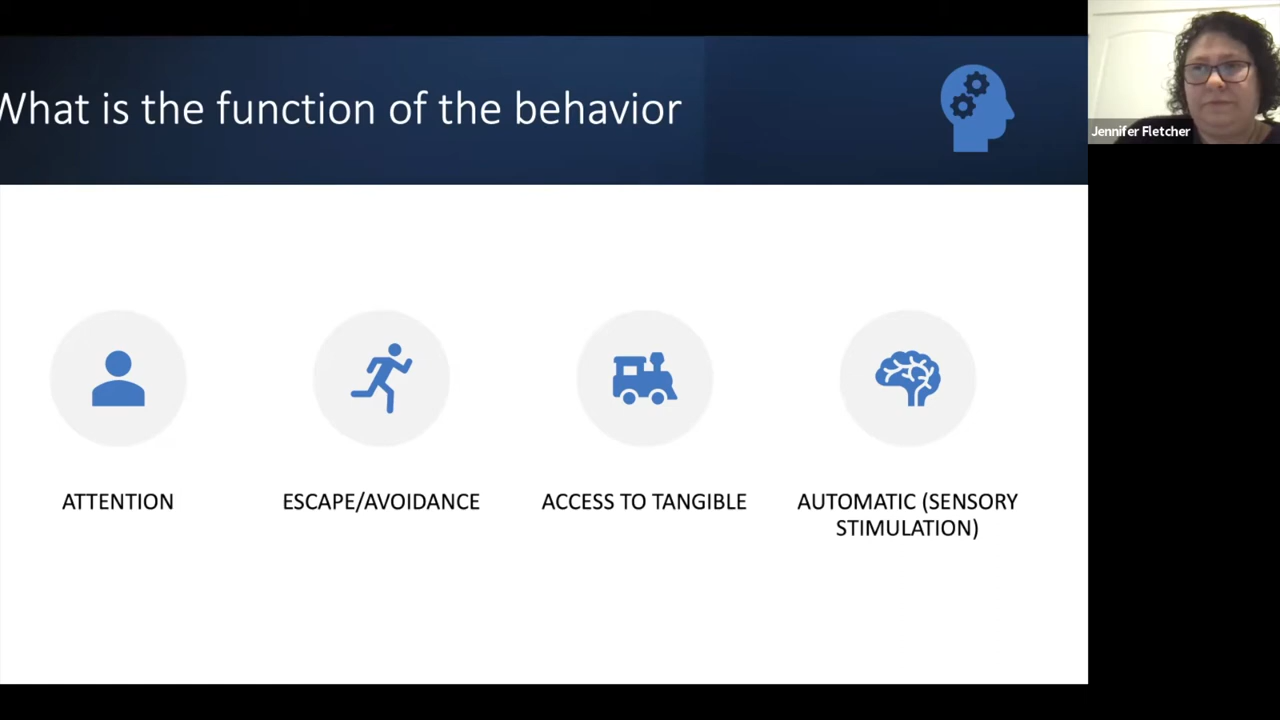 What is the function of the behavior
Jennifer Fletcher
ATTENTION
ESCAPE/AVOIDANCE
ACCESS TO TANGIBLE
AUTOMATIC (SENSORY
STIMULATION)